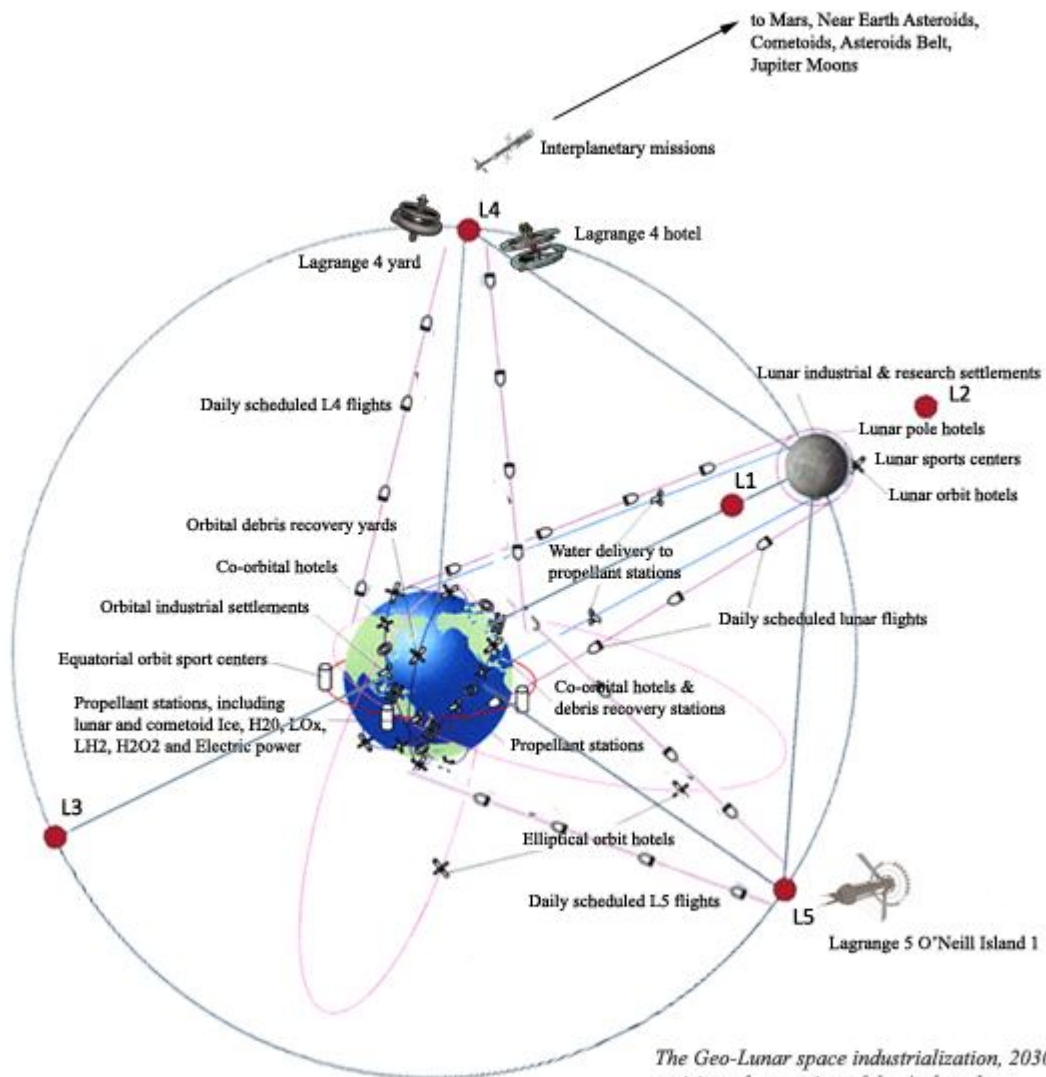 to Mars, Near Earth Asteroids,
Cometoids, Asteroids Belt,
Jupiter Moons
Interplanetary missions
L4
Lagrange 4 hotel
Lagrange 4 yard
Lunar industrial & research settlements
L2
Daily scheduled L4 flights
Lunar pole hotels
Lunar sports centers
L1
Lunar orbit hotels
Orbital debris recovery yards
Water delivery to
propellant stations
Co-orbital hotels
Orbital industrial settlements
Daily scheduled lunar flights
Equatorial orbit sport centers
Co-orbital hotels &
debris recovery stations
Propellant stations, including
lunar and cometoid Ice, H20, LOx,
LH2, H2O2 and Electric power
Propellant stations
L3
Elliptical orbit hotels
Daily scheduled L5 flights
L5
Lagrange 5 O"Neill Island 1
The Geo-Lunar space industrialization, 2030